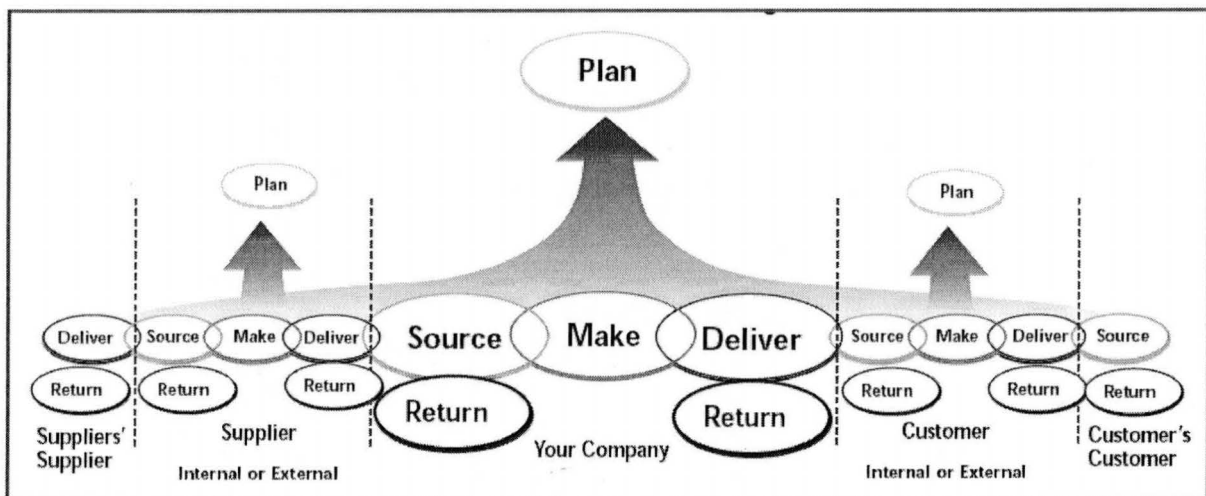 Plan
Plan
Plan
Deliver Source Make Deliver Source Make Deliver Source Make Deliver Source
Return Return Return Return Return Return Return Return
Suppliers' Supplier Your Company Customer Customer's
Supplier Internal or External Internal or External Customer